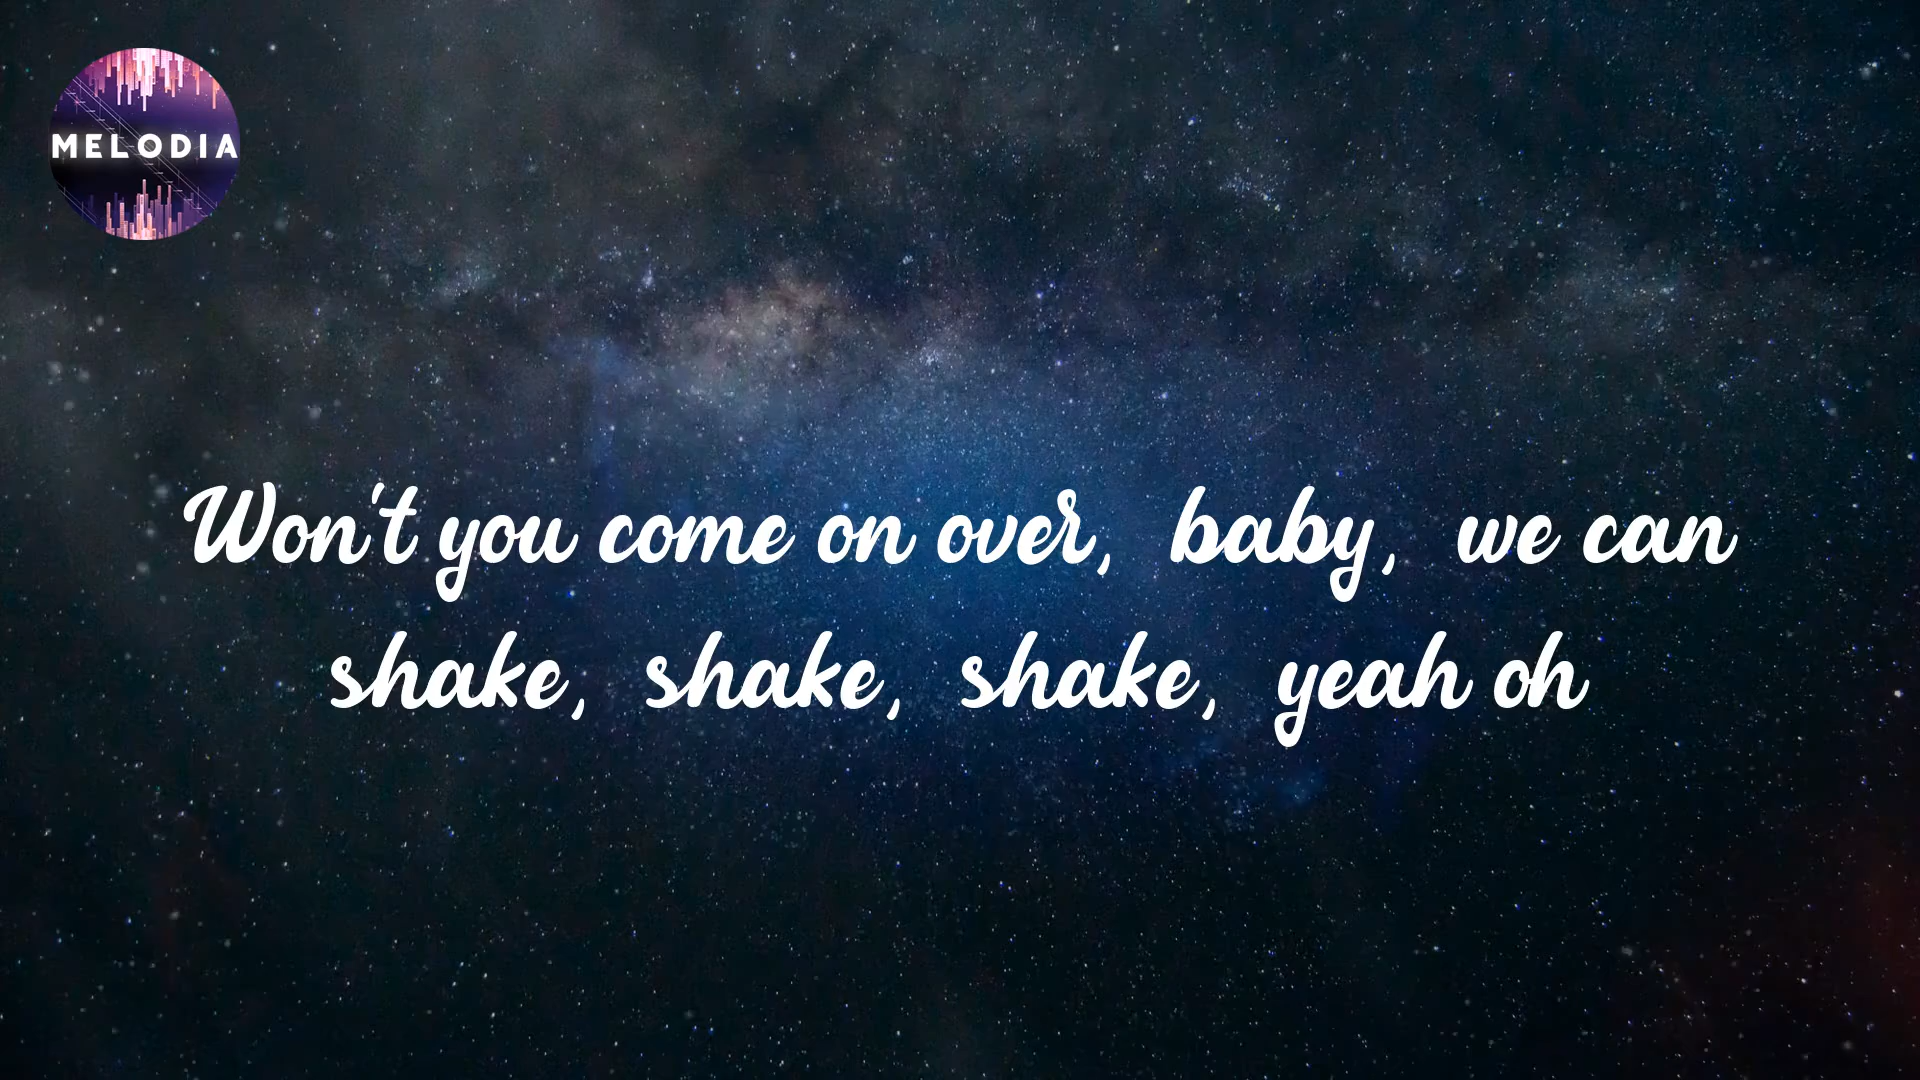 MELODIA
Won't you come on over, baby, we can
shake, shake, shake, yeah oh